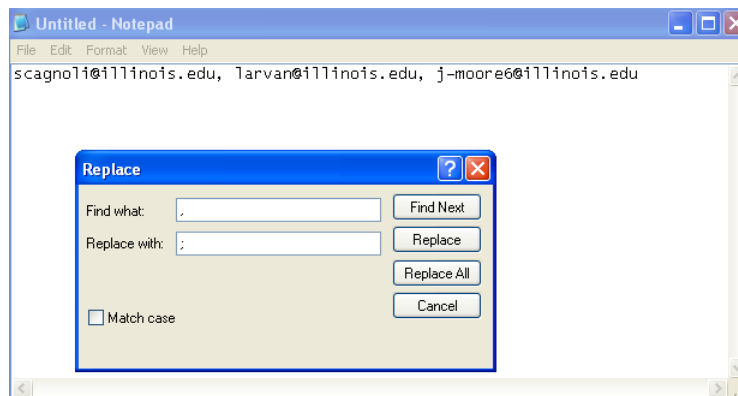 Untitled - Notepad
File Edit Format View Help
scagnoli@illinois.edu, larvan@illinois.edu, j-moore6@illinois.edu
Replace
Find what: ,
Find Next
Replace with: ;
Replace
Replace All
Cancel
Match case